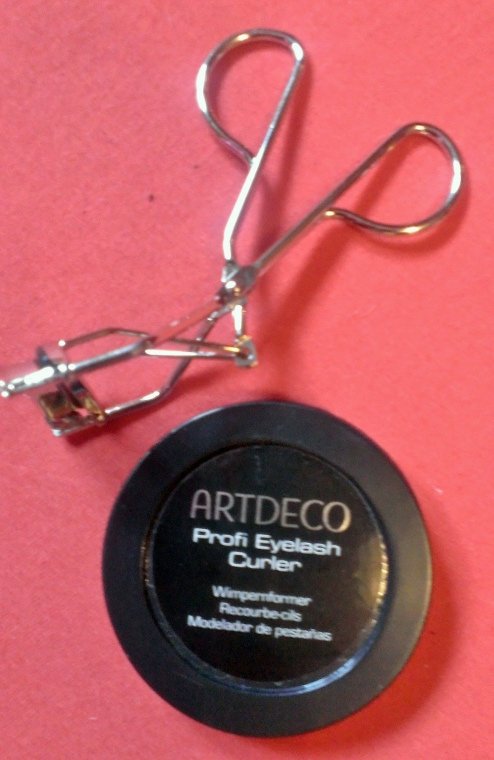 ARTDECO
Profi Eyelash
Curler
Wimpernformer
Recourbe-cils
Modelador de pestañas